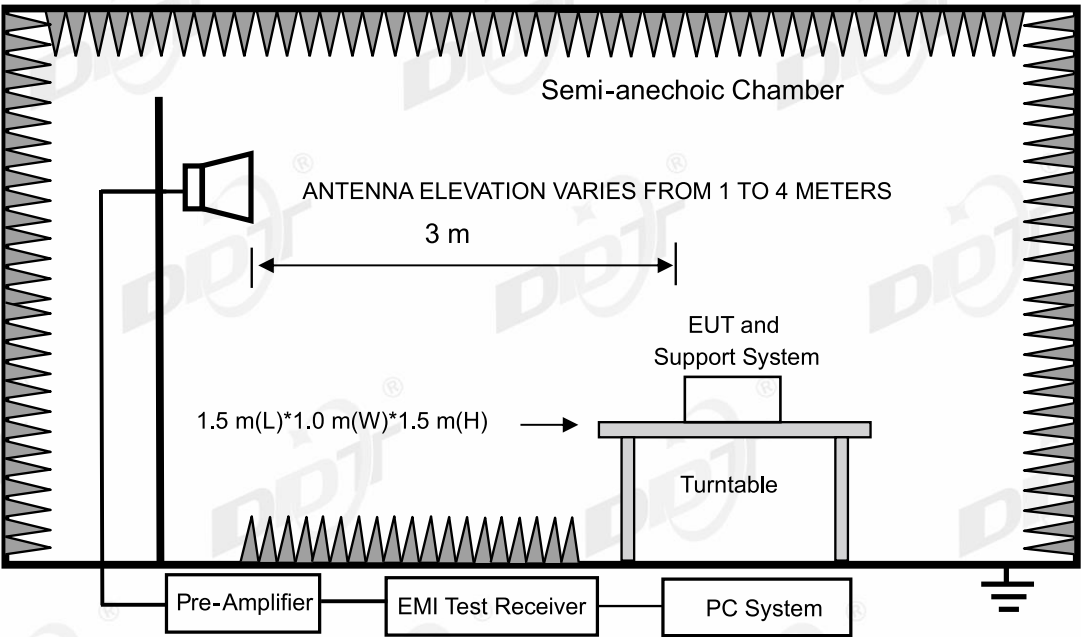 Semi-anechoic Chamber
ANTENNA ELEVATION VARIES FROM 1 TO 4 METERS
3 m
EUT and
Support System
1.5 m(L)*1.0 m(W)*1.5 m(H)
Turntable
Pre-Amplifier
EMI Test Receiver
PC System
DDT
®